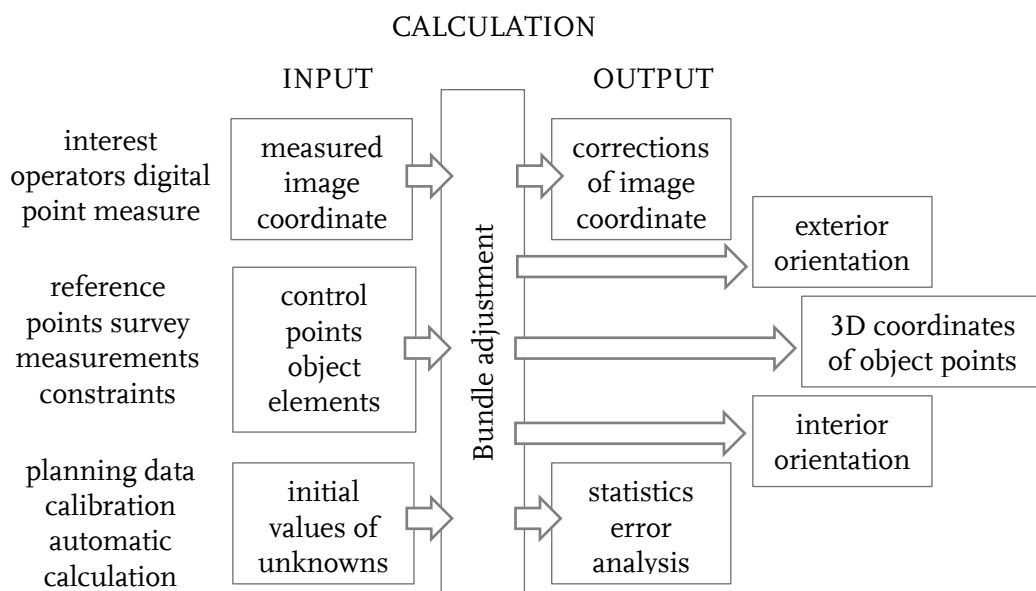 CALCULATION
INPUT
OUTPUT
interest
operators digital
point measure
measured
image
coordinate
corrections
of image
coordinate
exterior
orientation
reference
points survey
measurements
constraints
control
points
object
elements
Bundle adjustment
3D coordinates
of object points
interior
orientation
planning data
calibration
automatic
calculation
initial
values of
unknowns
statistics
error
analysis